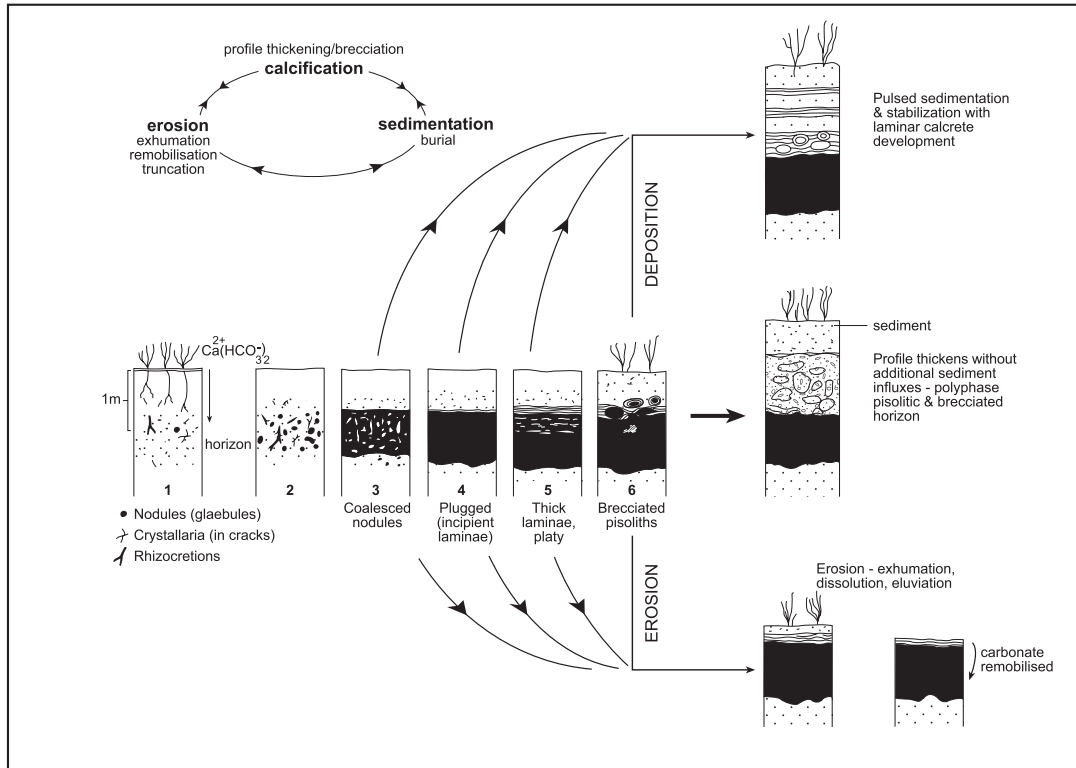 profile thickening/brecciation
calcification
erosion
exhumation
remobilisation
truncation
sedimentation
burial
Pulsed sedimentation
& stabilization with
laminar calcrete
development
DEPOSITION
sediment
Profile thickens without
additional sediment
influxes - polyphase
pisolitic & brecciated
horizon
Ca(HCO3)2
2+ -
1m
horizon
1
2
3
4
5
6
Coalesced
nodules
Plugged
(incipient
laminae)
Thick
laminae,
platy
Brecciated
pisoliths
Nodules (glaebules)
Crystallaria (in cracks)
Rhizocretions
EROSION
Erosion - exhumation,
dissolution, eluviation
carbonate
remobilised